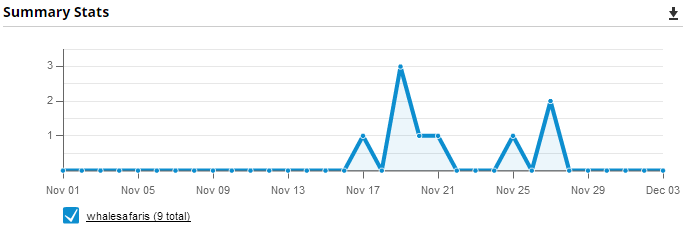 Summary Stats
3
2
1
Nov 01 Nov 05 Nov 09 Nov 13 Nov 17 Nov 21 Nov 25 Nov 29 Dec 03
whalesafaris (9 total)